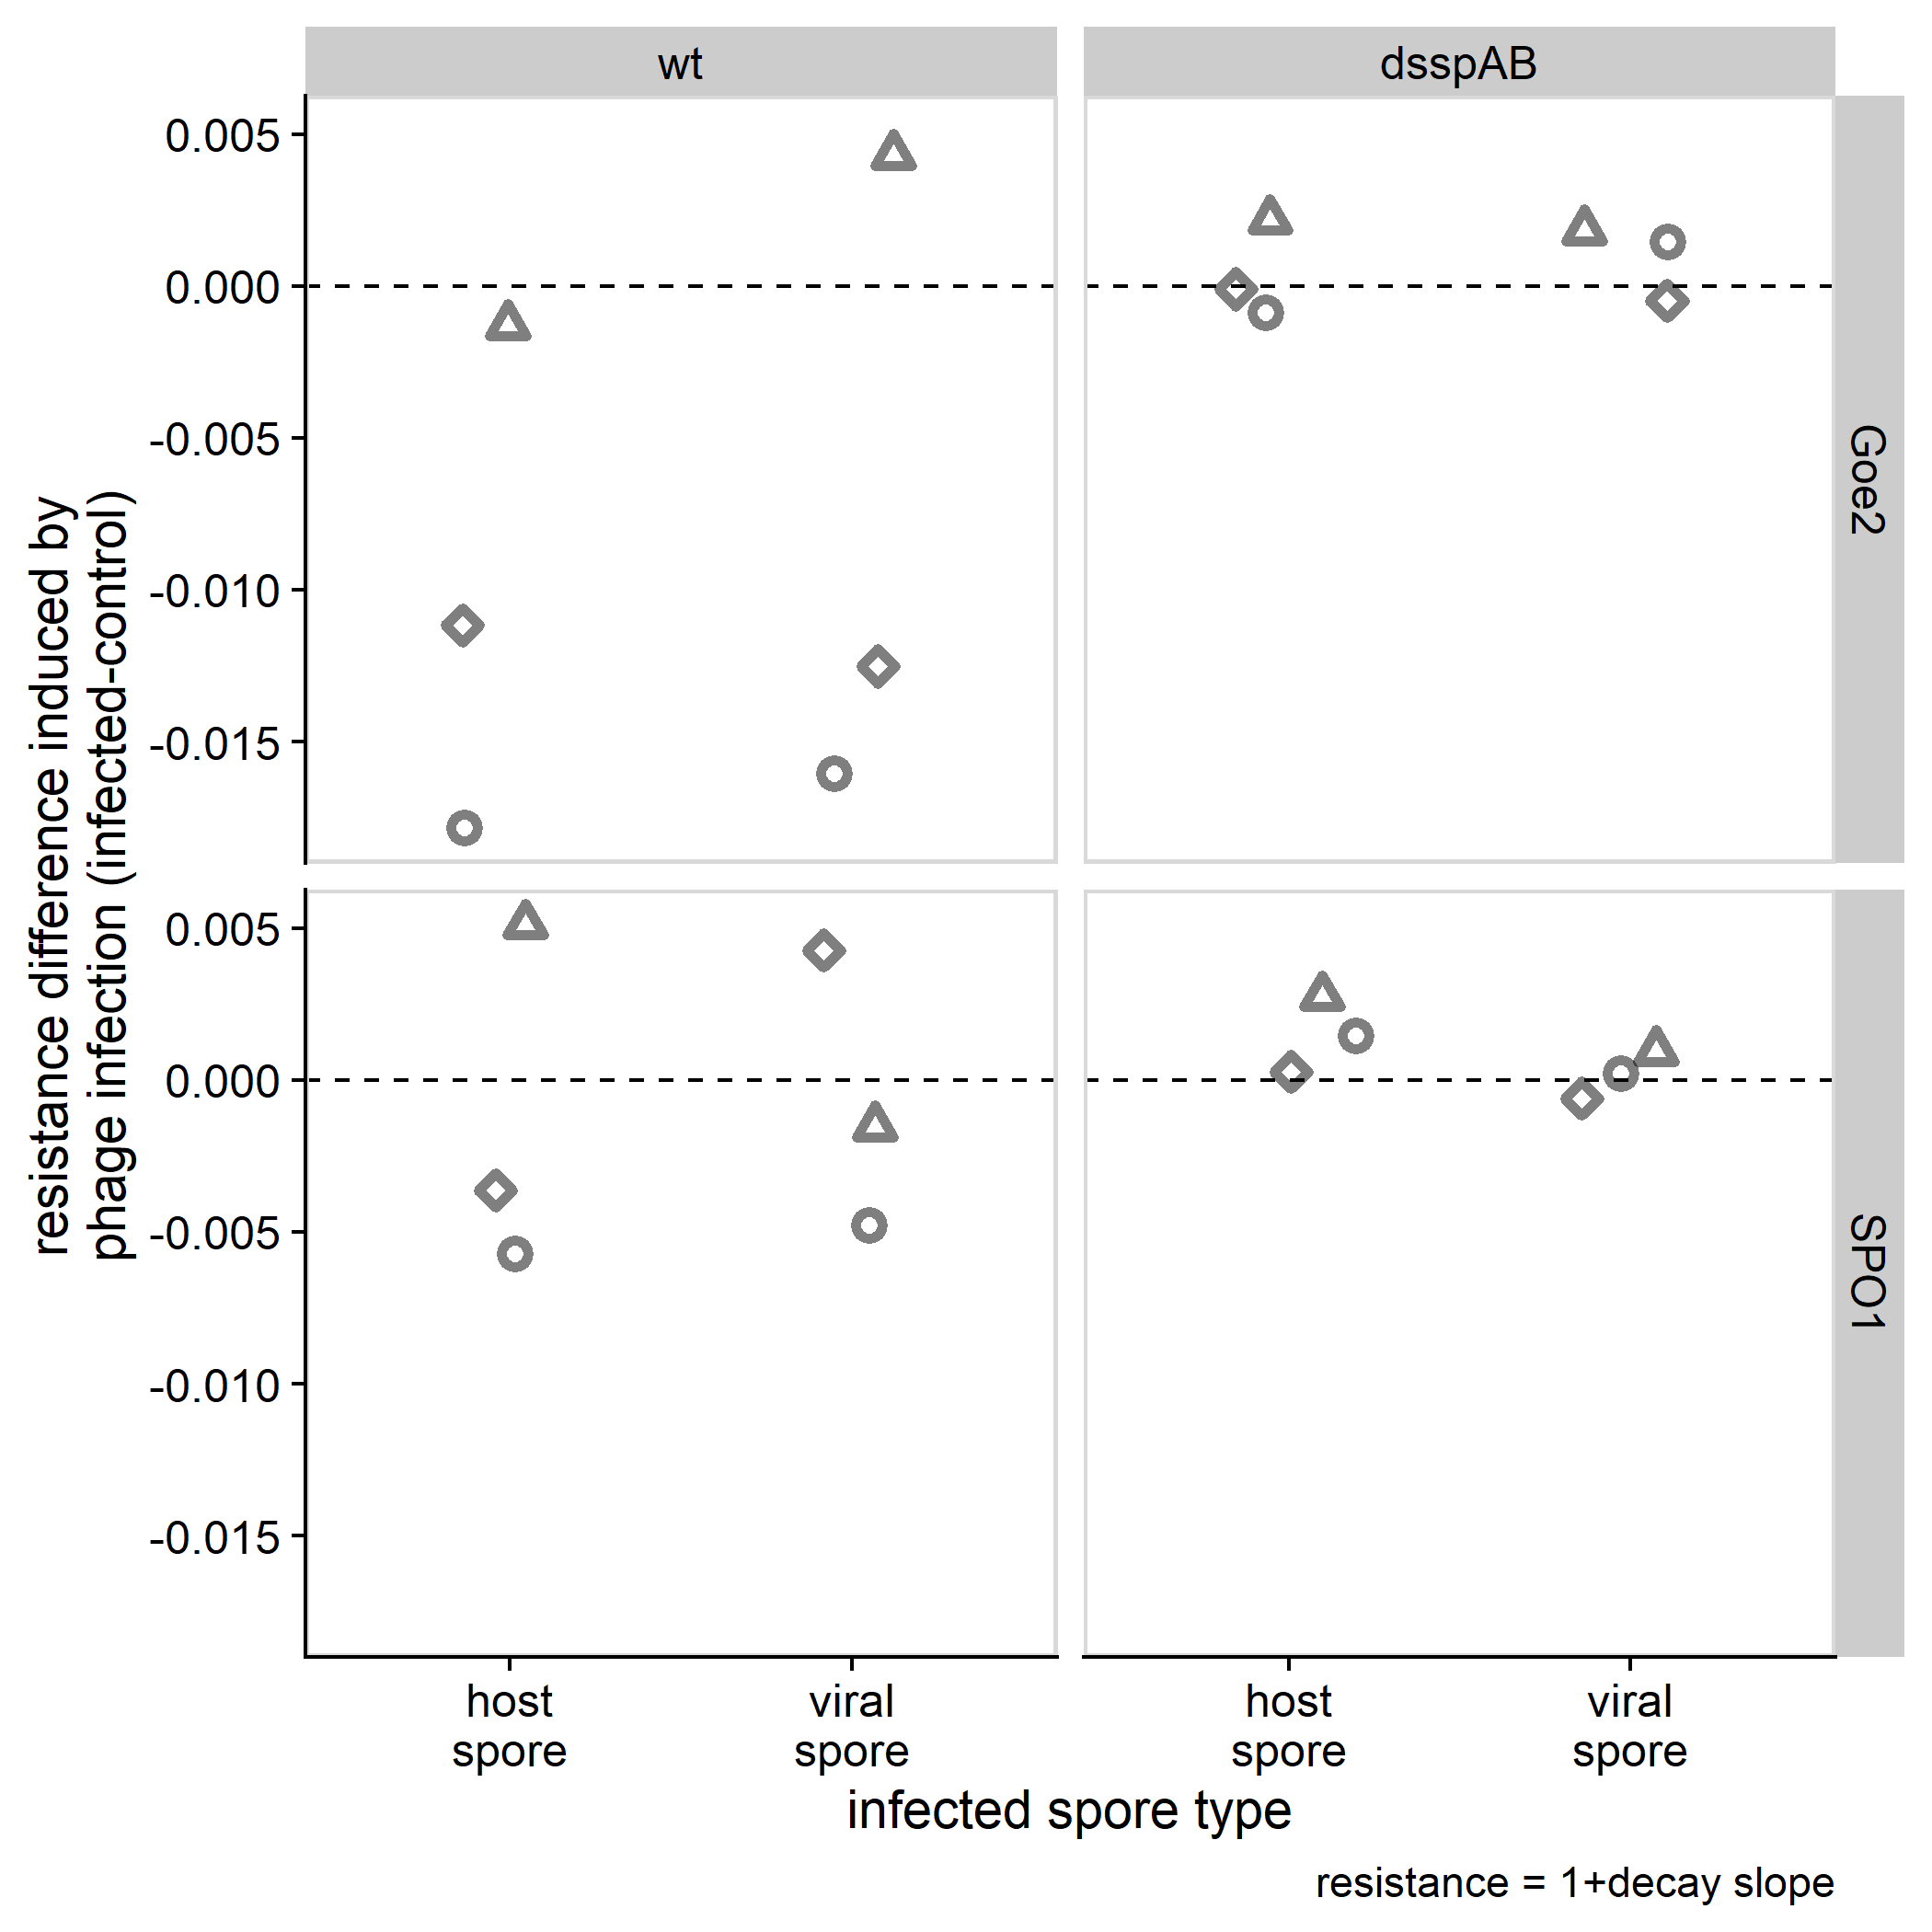 wt
dsspAB
0.005
0.000
-0.005
-0.010
-0.015
Goe2
0.005
0.000
-0.005
-0.010
-0.015
SPO1
resistance difference induced by
phage infection (infected-control)
host
spore
viral
spore
host
spore
viral
spore
infected spore type
resistance = 1+decay slope